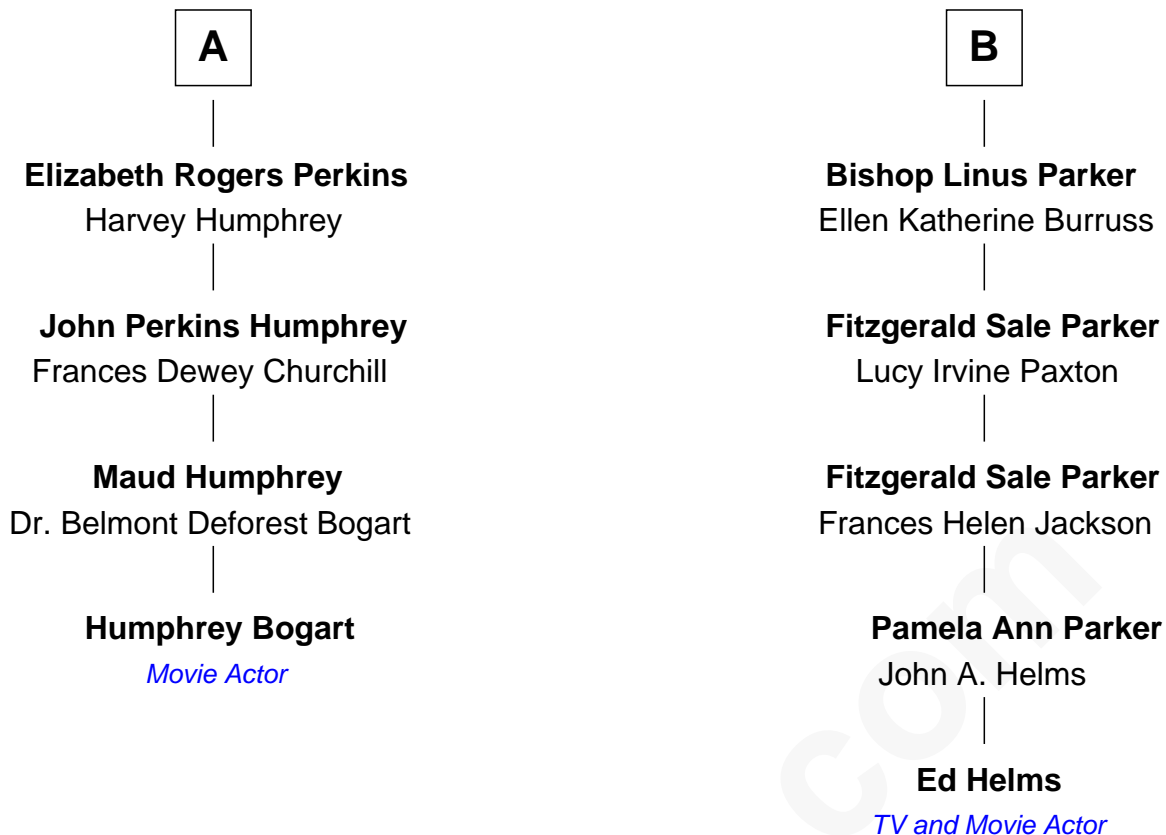 A
B
Elizabeth Rogers Perkins
Harvey Humphrey
Bishop Linus Parker
Ellen Katherine Burruss
John Perkins Humphrey
Frances Dewey Churchill
Fitzgerald Sale Parker
Lucy Irvine Paxton
Maud Humphrey
Dr. Belmont Deforest Bogart
Fitzgerald Sale Parker
Frances Helen Jackson
Humphrey Bogart
Movie Actor
Pamela Ann Parker
John A. Helms
Ed Helms
TV and Movie Actor
com